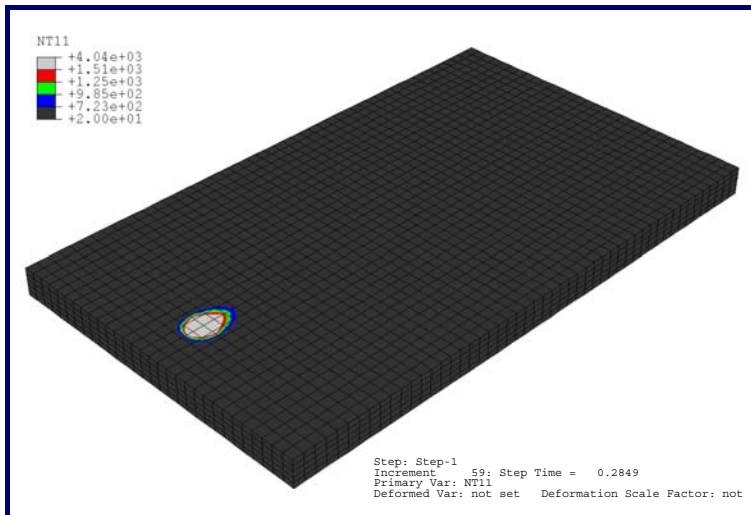 NT11
+4.04e+03
+1.51e+03
+1.25e+03
+9.85e+02
+7.23e+02
+2.00e+01
Step: Step-1
Increment 59: Step Time = 0.2849
Primary Var: NT11
Deformed Var: not set Deformation Scale Factor: not